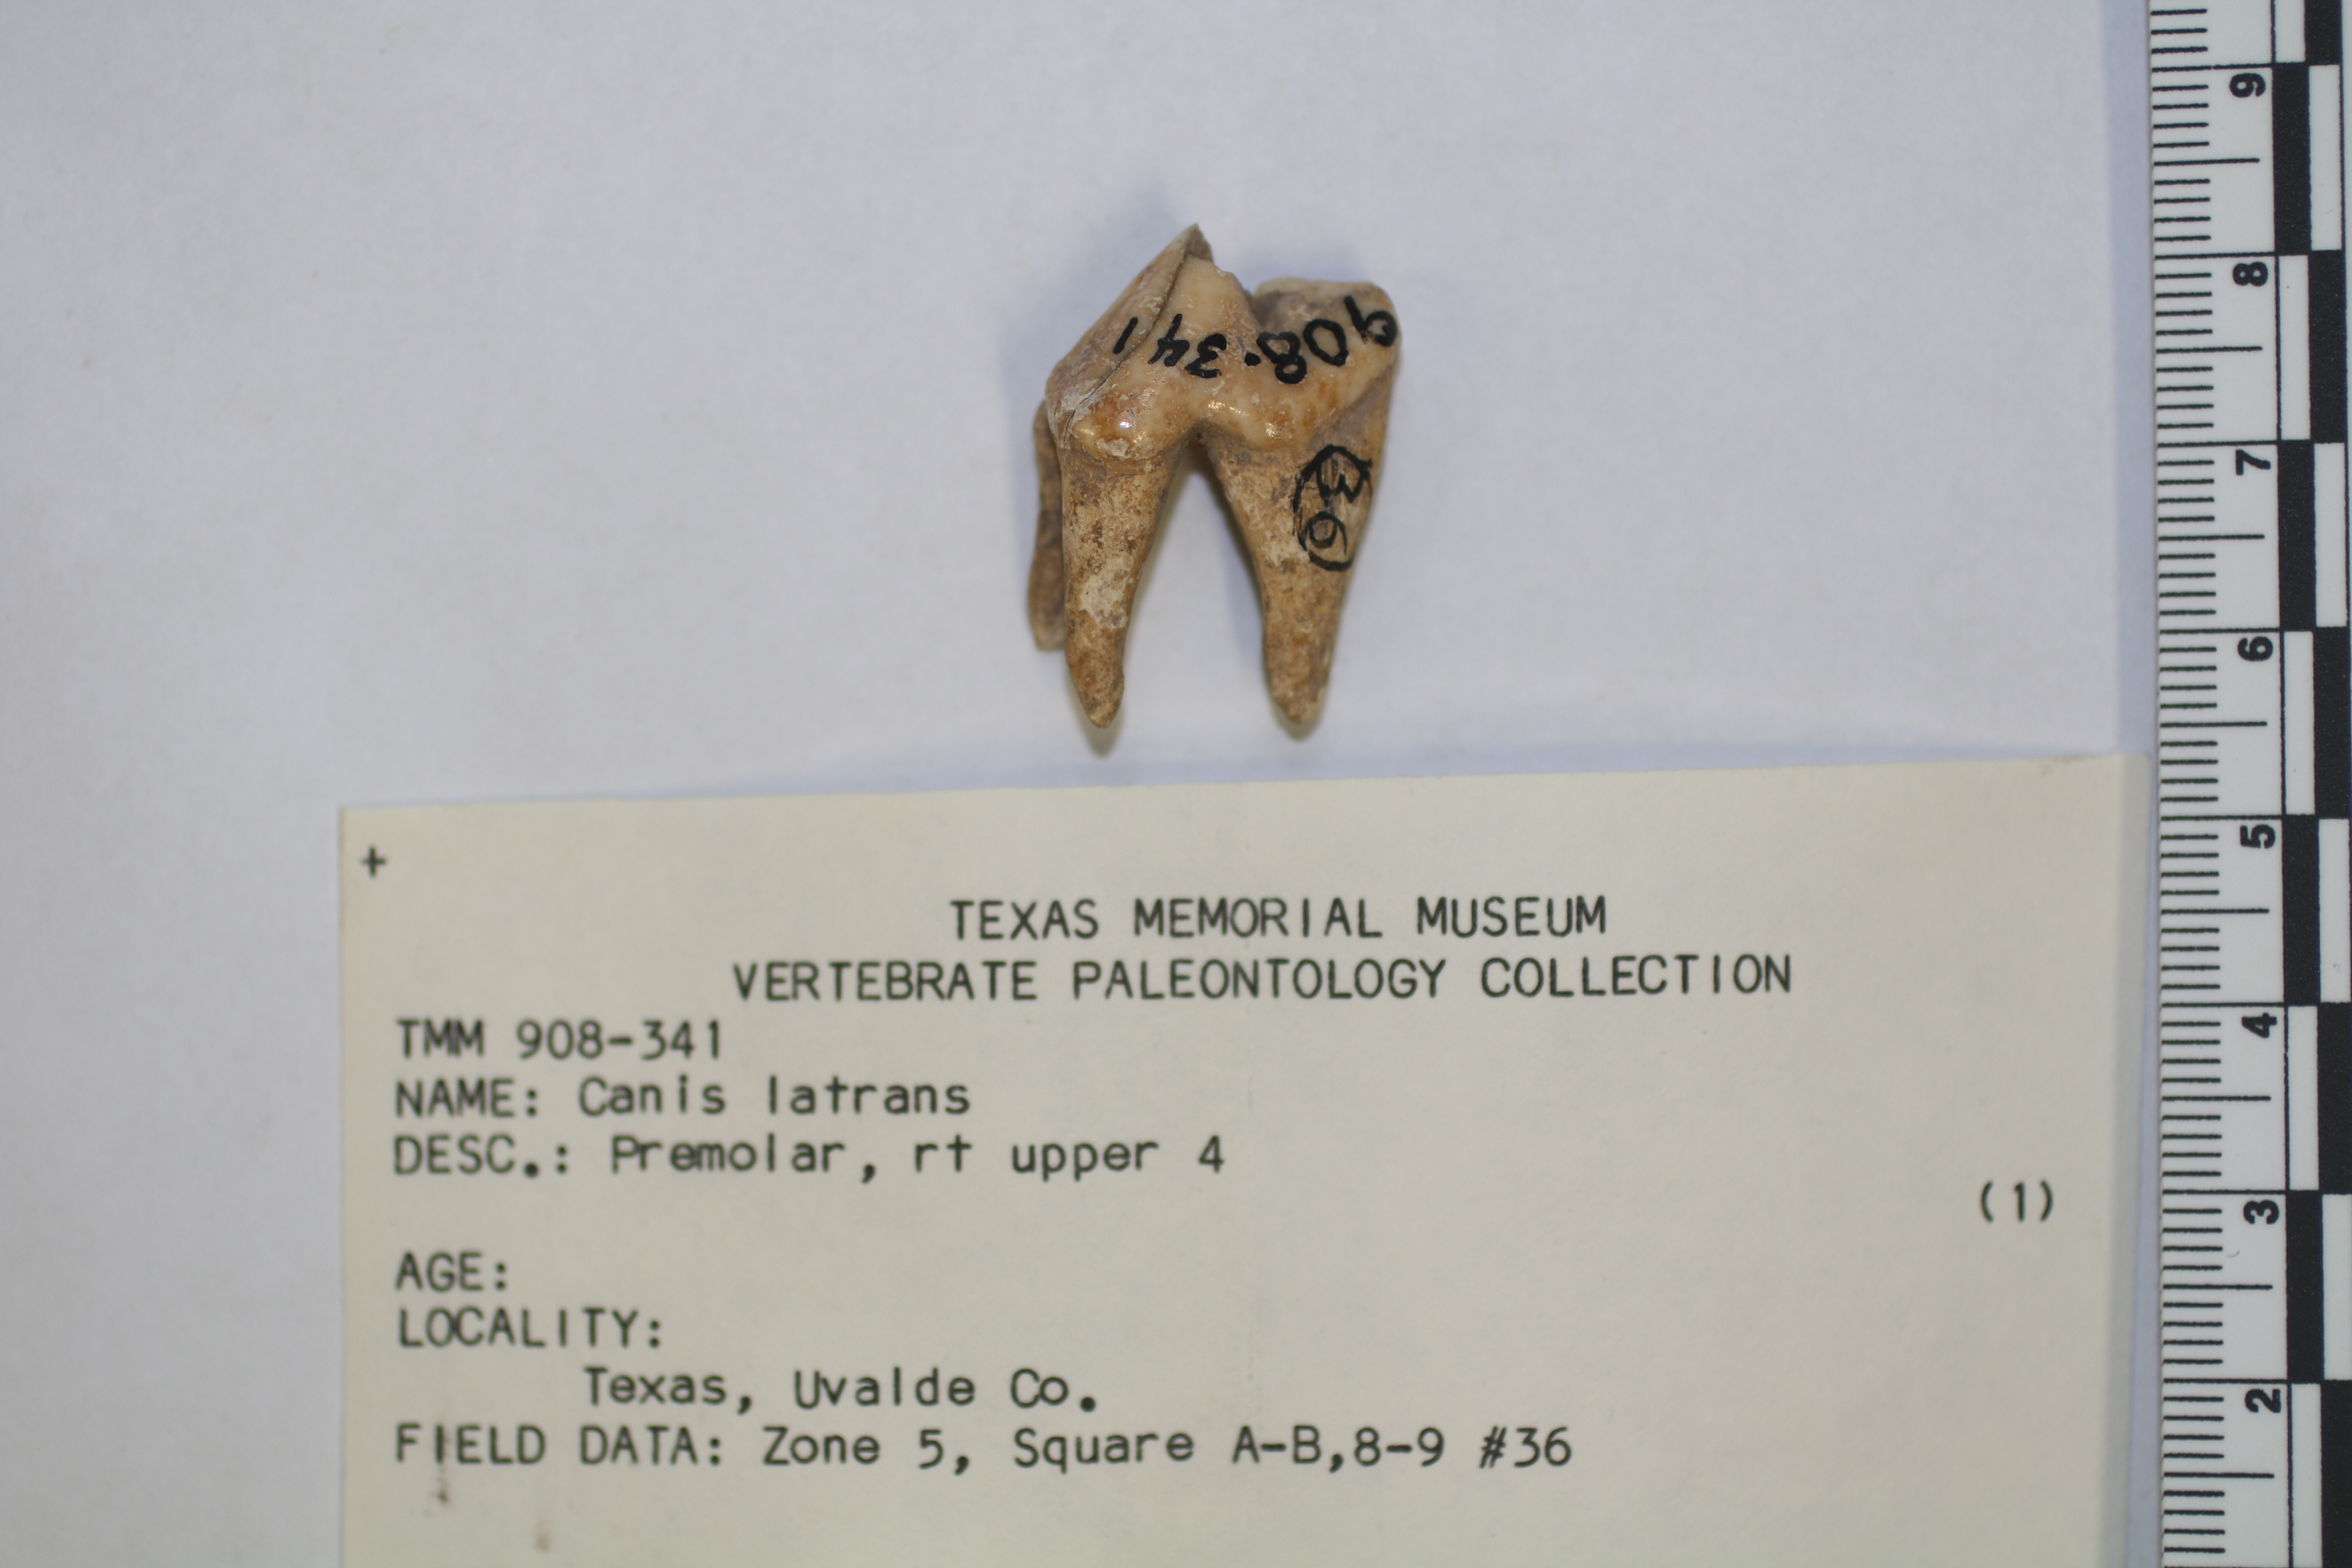 908.341
36
+
TEXAS MEMORIAL MUSEUM
VERTEBRATE PALEONTOLOGY COLLECTION
TMM 908-341
NAME: Canis latrans
DESC.: Premolar, rt upper 4
(1)
AGE:
LOCALITY:
Texas, Uvalde Co.
FIELD DATA: Zone 5, Square A-B,8-9 #36
9
8
7
6
5
4
3
2